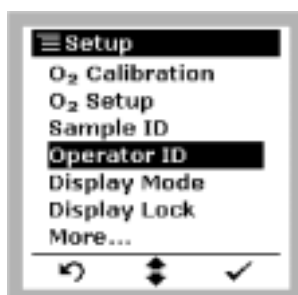 Setup
O₂ Calibration
O₂ Setup
Sample ID
Operator ID
Display Mode
Display Lock
More...